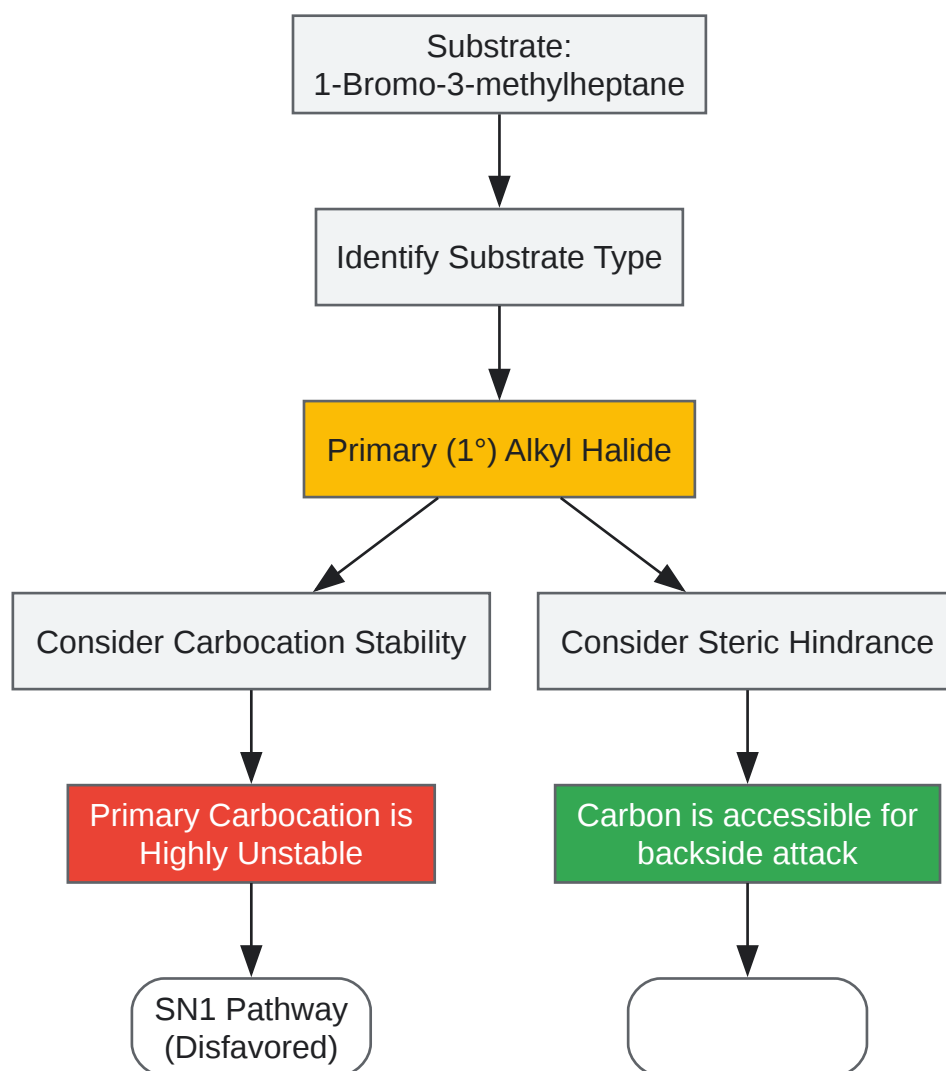 Substrate:
1-Bromo-3-methylheptane
Identify Substrate Type
Primary (1°) Alkyl Halide
Consider Carbocation Stability
Consider Steric Hindrance
Primary Carbocation is
Highly Unstable
Carbon is accessible for
backside attack
SN1 Pathway
(Disfavored)